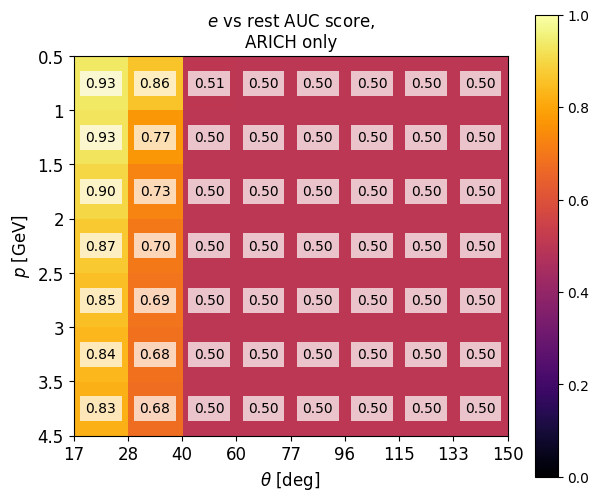 e vs rest AUC score,
ARICH only
0.5
1
1.5
2
2.5
3
3.5
4.5
p [GeV]
0.93 0.86 0.51 0.50 0.50 0.50 0.50 0.50
0.93 0.77 0.50 0.50 0.50 0.50 0.50 0.50
0.90 0.73 0.50 0.50 0.50 0.50 0.50 0.50
0.87 0.70 0.50 0.50 0.50 0.50 0.50 0.50
0.85 0.69 0.50 0.50 0.50 0.50 0.50 0.50
0.84 0.68 0.50 0.50 0.50 0.50 0.50 0.50
0.83 0.68 0.50 0.50 0.50 0.50 0.50 0.50
17 28 40 60 77 96 115 133 150
θ [deg]
1.0
0.8
0.6
0.4
0.2
0.0